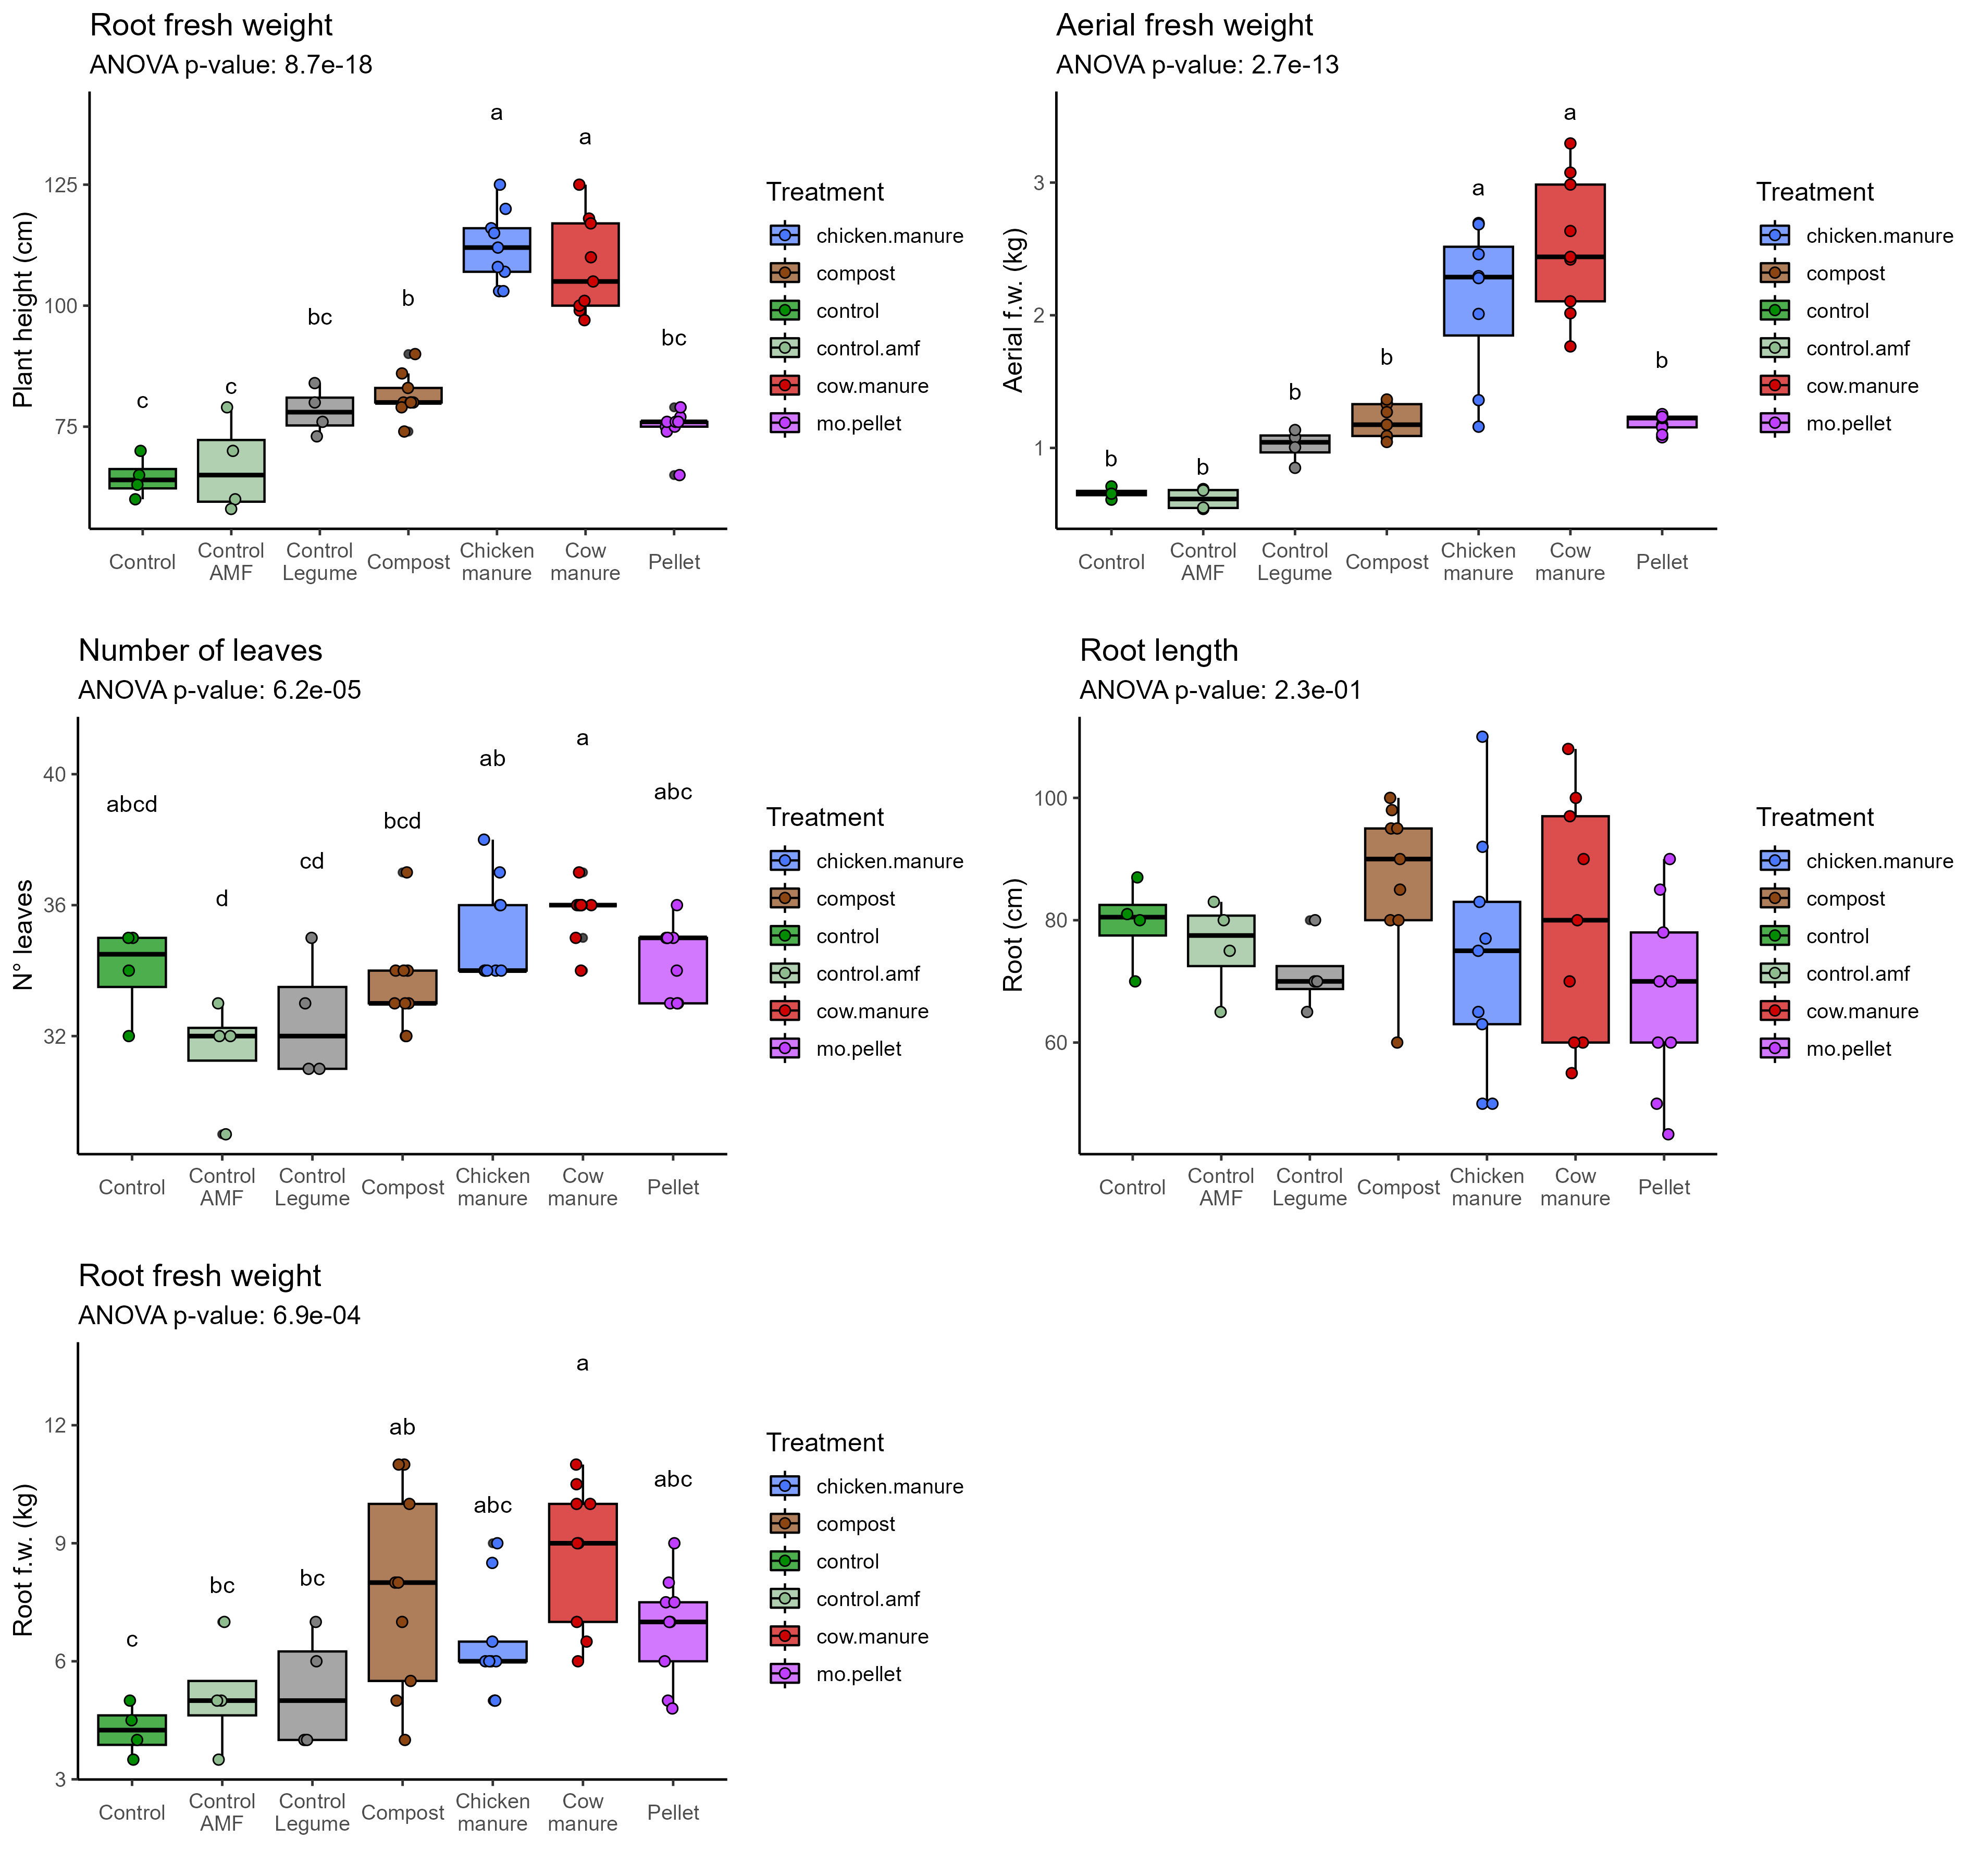 Root fresh weight
ANOVA p-value: 8.7e-18
Plant height (cm)
125
100
75
c
c
bc
b
a
a
bc
Control
Control
AMF
Control
Legume
Compost
Chicken
manure
Cow
manure
Pellet
Treatment
chicken.manure
compost
control
control.amf
cow.manure
mo.pellet
Aerial fresh weight
ANOVA p-value: 2.7e-13
Aerial f.w. (kg)
3
2
1
b
b
b
b
a
a
b
Control
Control
AMF
Control
Legume
Compost
Chicken
manure
Cow
manure
Pellet
Treatment
chicken.manure
compost
control
control.amf
cow.manure
mo.pellet
Number of leaves
ANOVA p-value: 6.2e-05
N° leaves
40
36
32
abcd
d
cd
bcd
ab
a
abc
Control
Control
AMF
Control
Legume
Compost
Chicken
manure
Cow
manure
Pellet
Treatment
chicken.manure
compost
control
control.amf
cow.manure
mo.pellet
Root length
ANOVA p-value: 2.3e-01
Root (cm)
100
80
60
Control
Control
AMF
Control
Legume
Compost
Chicken
manure
Cow
manure
Pellet
Treatment
chicken.manure
compost
control
control.amf
cow.manure
mo.pellet
Root fresh weight
ANOVA p-value: 6.9e-04
Root f.w. (kg)
12
9
6
3
c
bc
bc
ab
abc
a
abc
Control
Control
AMF
Control
Legume
Compost
Chicken
manure
Cow
manure
Pellet
Treatment
chicken.manure
compost
control
control.amf
cow.manure
mo.pellet